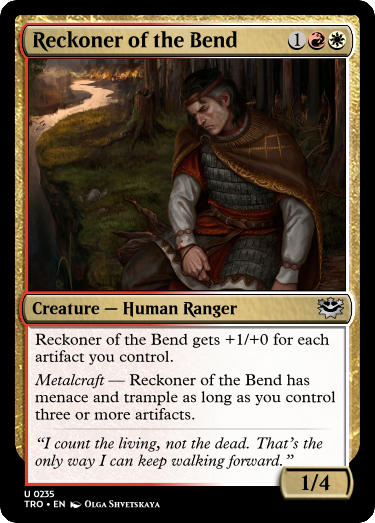 Reckoner of the Bend 1
Creature — Human Ranger
Reckoner of the Bend gets +1/+0 for each
artifact you control.
Metalcraft — Reckoner of the Bend has
menace and trample as long as you control
three or more artifacts.
“I count the living, not the dead. That’s the
only way I can keep walking forward.”
1/4
U 0235
TRO • EN Olga Shvetskaya